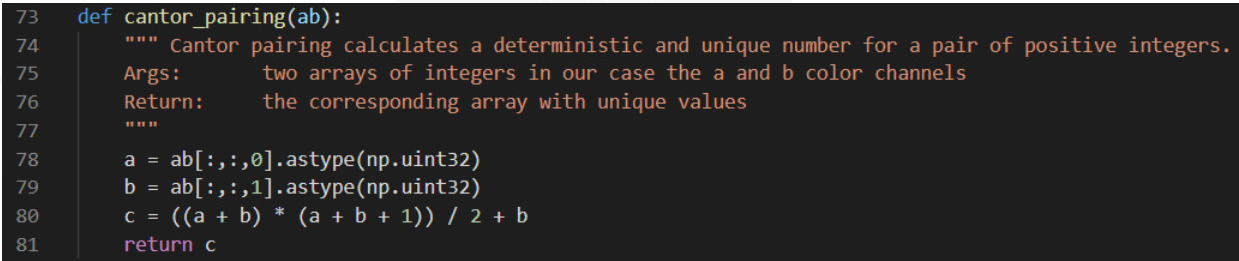 73 def cantor_pairing(ab):
74 """ Cantor pairing calculates a deterministic and unique number for a pair of positive integers.
75 Args: two arrays of integers in our case the a and b color channels
76 Return: the corresponding array with unique values
77 """
78 a = ab[:,:,0].astype(np.uint32)
79 b = ab[:,:,1].astype(np.uint32)
80 c = ((a + b) * (a + b + 1)) / 2 + b
81 return c